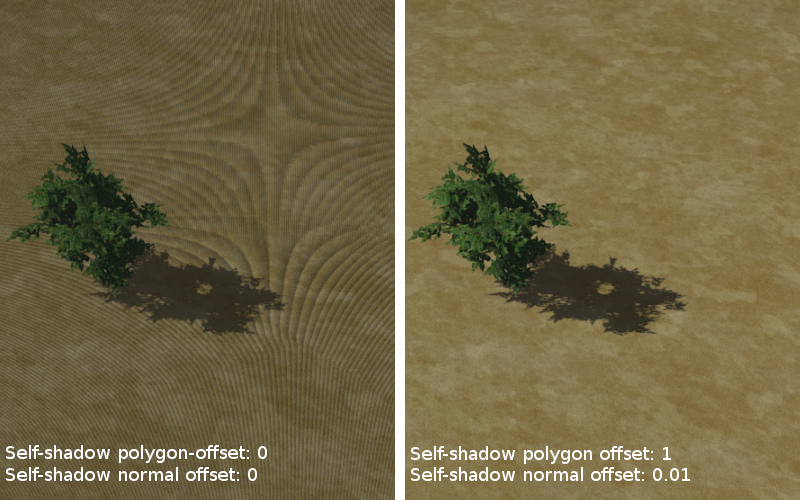 Self-shadow polygon-offset: 0
Self-shadow normal offset: 0
Self-shadow polygon offset: 1
Self-shadow normal offset: 0.01